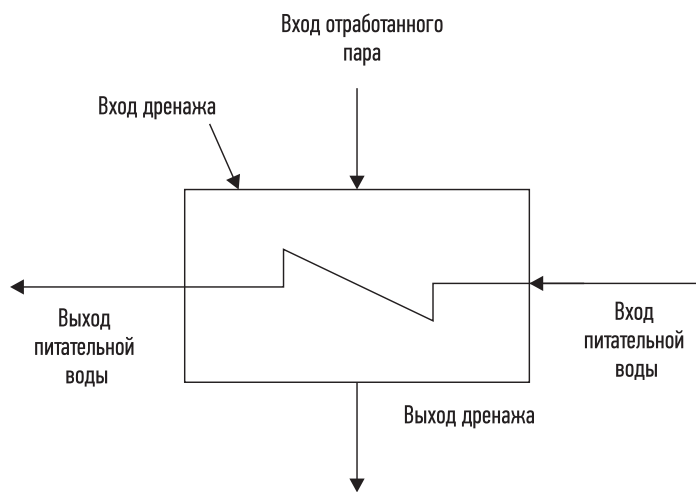 Вход отработанного
пара
Вход дренажа
Выход
питательной
воды
Вход
питательной
воды
Выход дренажа